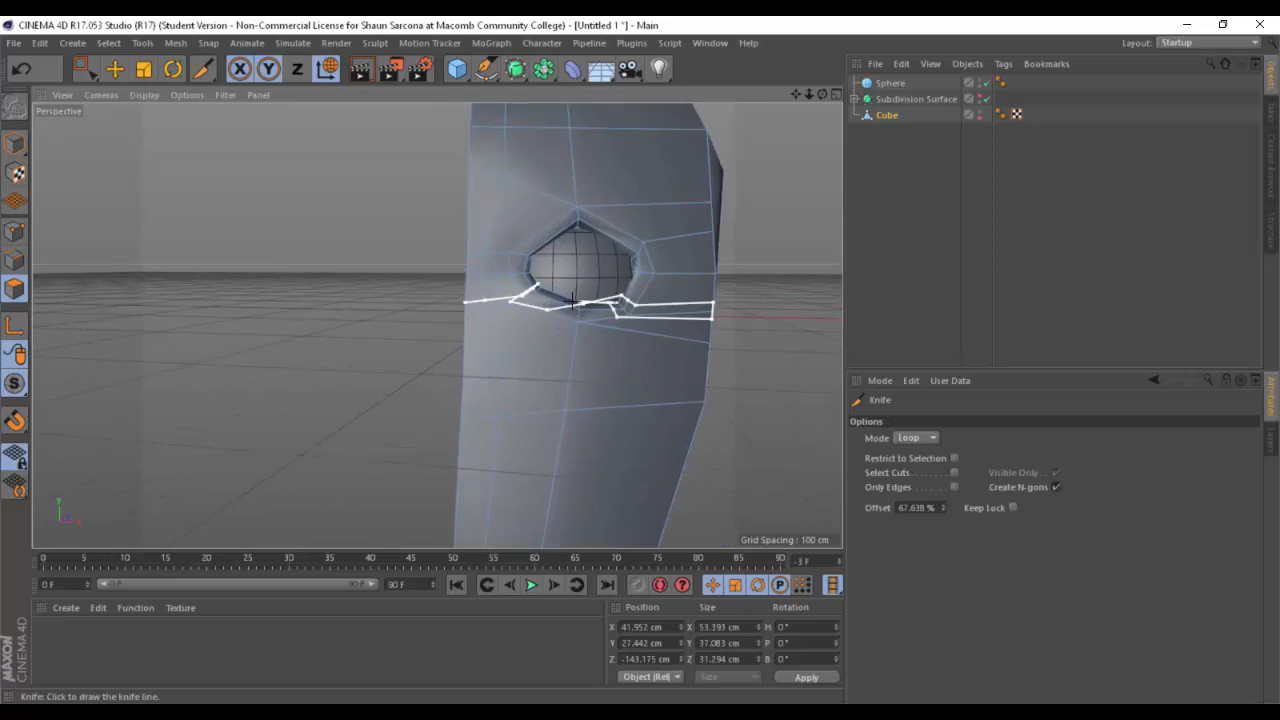 CINEMA 4D R17.053 Studio (R17) (Student Version - Non-Commercial License for Shaun Sarcona at Macomb Community College) - [Untitled 1 *] - Main
File Edit Create Select Tools Mesh Snap Animate Simulate Render Sculpt Motion Tracker MoGraph Character Pipeline Plugins Script Window Help Layout: Startup
X Y Z
View Cameras Display Options Filter Panel
File Edit View Objects Tags Bookmarks
Perspective
Sphere
Subdivision Surface
Cube
Mode Edit User Data
Knife
Options
Mode Loop
Restrict to Selection
Select Cuts Visible Only
Only Edges Create N-gons
Offset 67.638 % Keep Lock
S
Y
X
Grid Spacing : 100 cm
0 5 10 15 20 25 30 35 40 45 50 55 60 65 70 75 80 85 90 -3 F
0 F 90 F 90 F
P
Create Edit Function Texture
Position Size Rotation
X 41.952 cm X 53.393 cm H 0 °
Y 27.442 cm Y 37.083 cm P 0 °
Z -143.175 cm Z 31.294 cm B 0 °
Object (Rel) Size Apply
Knife: Click to draw the knife line.
MAXON
CINEMA 4D
Objects
Content Browser
Structure
Attributes
Layers